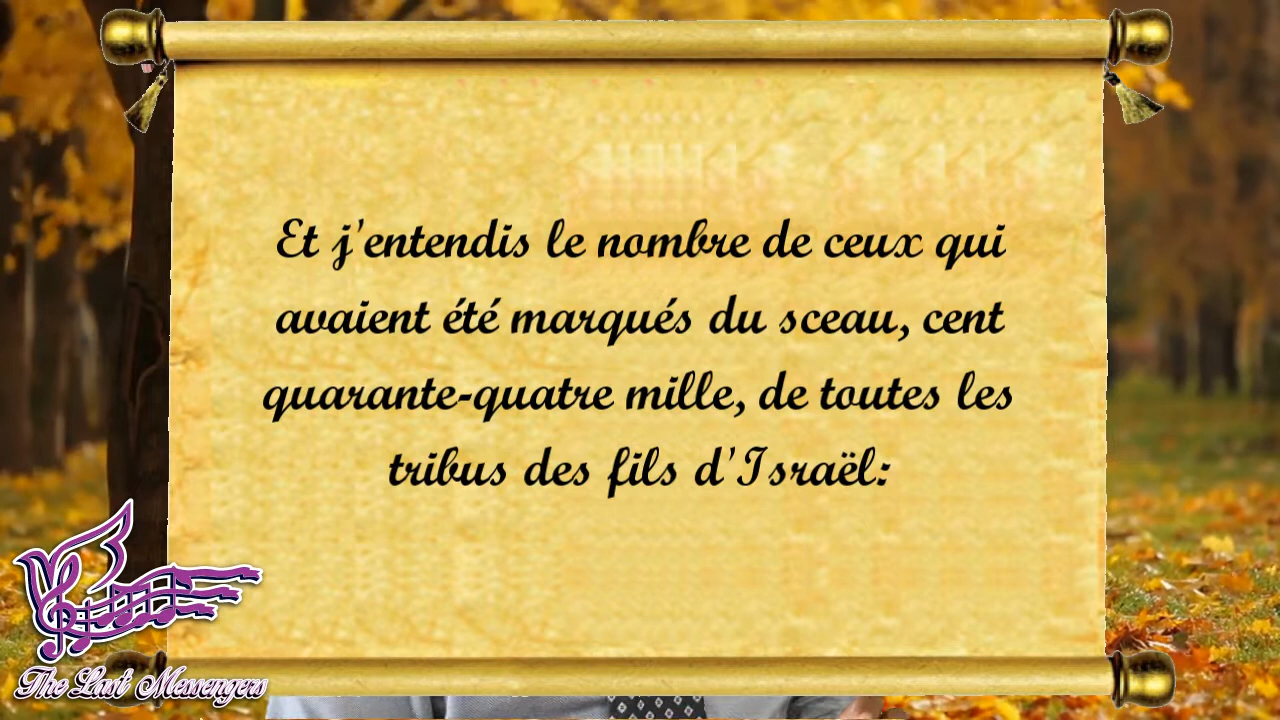 Et j'entendis le nombre de ceux qui
avaient été marqués du sceau, cent
quarante-quatre mille, de toutes les
tribus des fils d'Israël:
The Last Messengers